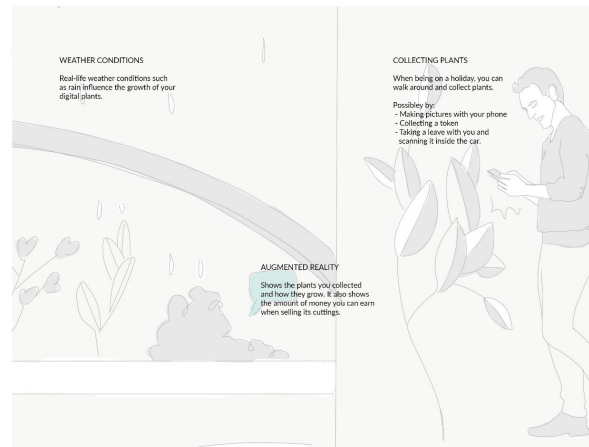 WEATHER CONDITIONS
Real-life weather conditions such
as rain influence the growth of your
digital plants.
AUGMENTED REALITY
Shows the plants you collected
and how they grow. It also shows
the amount of money you can earn
when selling its cuttings.
COLLECTING PLANTS
When being on a holiday, you can
walk around and collect plants.
Possibley by:
- Making pictures with your phone
- Collecting a token
- Taking a leave with you and
scanning it inside the car.